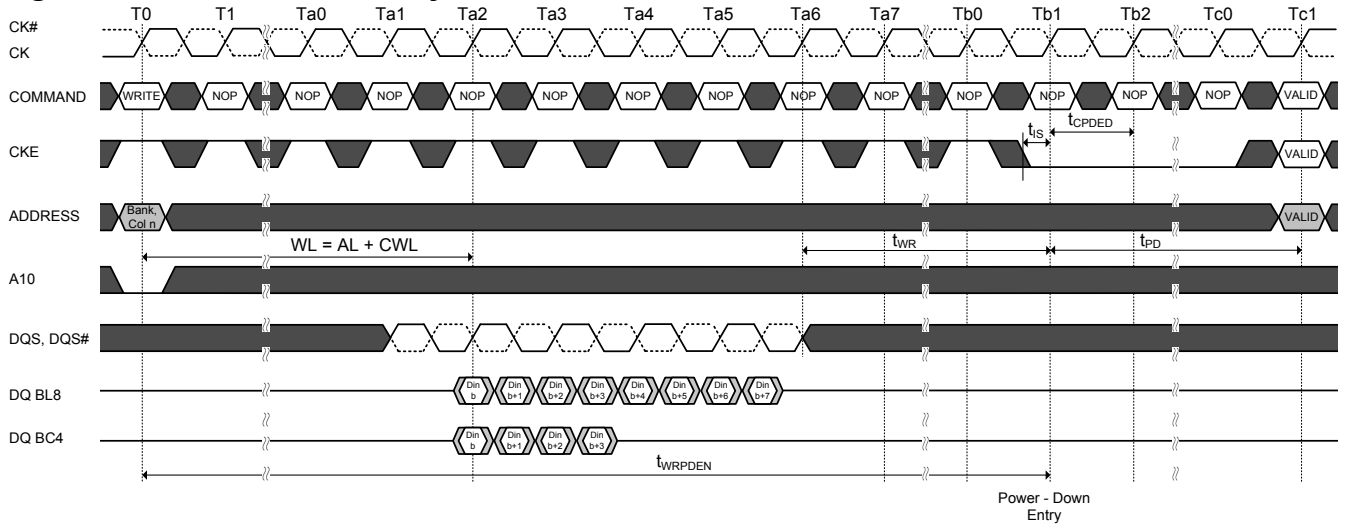 T0 T1 Ta0 Ta1 Ta2 Ta3 Ta4 Ta5 Ta6 Ta7 Tb0 Tb1 Tb2 Tc0 Tc1
CK#
CK
COMMAND WRITE NOP NOP NOP NOP NOP NOP NOP NOP NOP NOP NOP NOP NOP VALID
tIS tCPDED
CKE VALID
ADDRESS Bank, Col n VALID
WL = AL + CWL tWR tPD
A10
DQS, DQS#
DQ BL8 Din b Din b+1 Din b+2 Din b+3 Din b+4 Din b+5 Din b+6 Din b+7
DQ BC4 Din b Din b+1 Din b+2 Din b+3
tWRPDEN
Power - Down
Entry